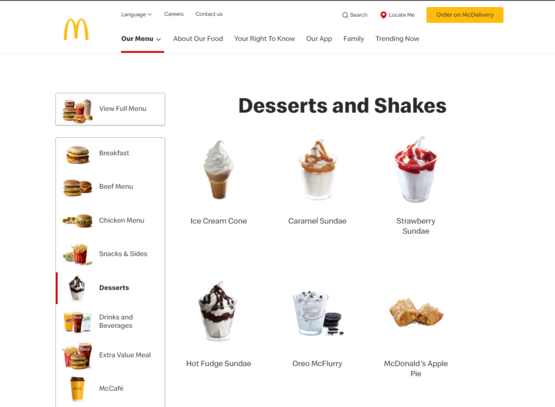 Language
Careers
Contact us
Search
Locate Me
Order on McDelivery
Our Menu
About Our Food
Your Right To Know
Our App
Family
Trending Now
View Full Menu
Breakfast
Beef Menu
Chicken Menu
Snacks & Sides
Desserts
Drinks and
Beverages
Extra Value Meal
McCafé
Desserts and Shakes
Ice Cream Cone
Caramel Sundae
Strawberry
Sundae
Hot Fudge Sundae
Oreo McFlurry
McDonald's Apple
Pie